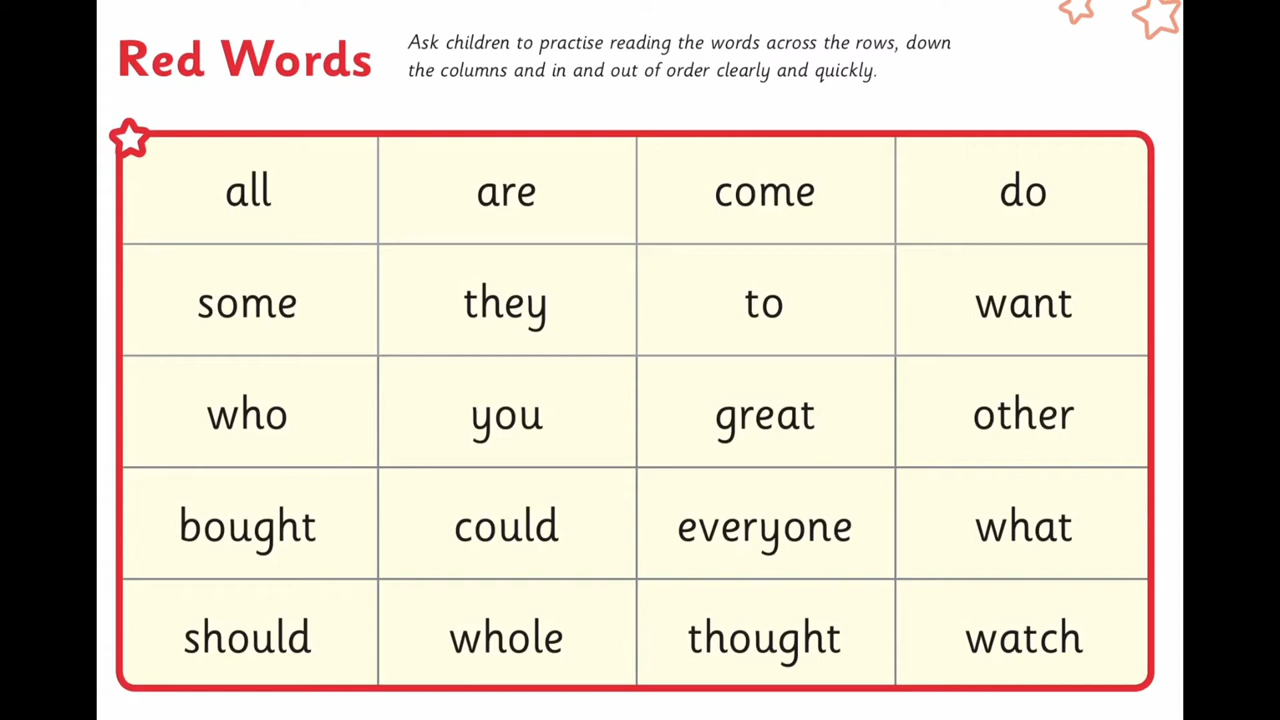 Red Words
Ask children to practise reading the words across the rows, down
the columns and in and out of order clearly and quickly.
all are come do
some they to want
who you great other
bought could everyone what
should whole thought watch